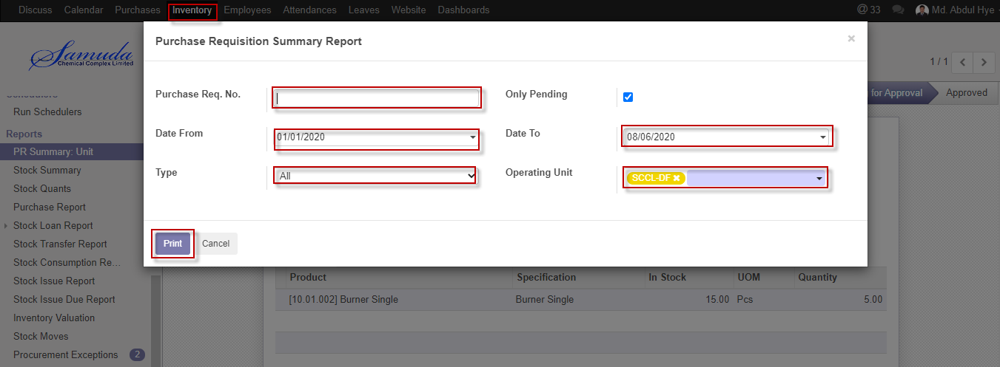 Discuss Calendar Purchases Inventory Employees Attendances Leaves Website Dashboards @ 33 Md. Abdul Hye
Samuda
Chemical Complex Limited
Purchase Requisition Summary Report ×
1 / 1
for Approval Approved
Schedulers
Run Schedulers
Reports
PR Summary: Unit
Stock Summary
Stock Quants
Purchase Report
Stock Loan Report
Stock Transfer Report
Stock Consumption Re...
Stock Issue Report
Stock Issue Due Report
Inventory Valuation
Stock Moves
Procurement Exceptions 2
Purchase Req. No. Only Pending
Date From 01/01/2020 Date To 08/06/2020
Type All Operating Unit SCCL-DF ×
Print Cancel
Product Specification In Stock UOM Quantity
[10.01.002] Burner Single Burner Single 15.00 Pcs 5.00